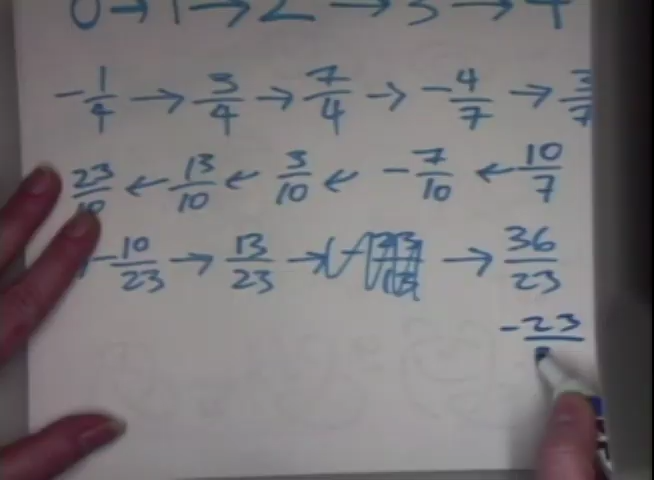 0 → 1 → 2 → 3 → 4
-1/4 → 3/4 → 7/4 → -4/7 → 3/7
23/10 ← 13/10 ← 3/10 ← -7/10 ← 10/7
-10/23 → 13/23 → → 36/23
-23/